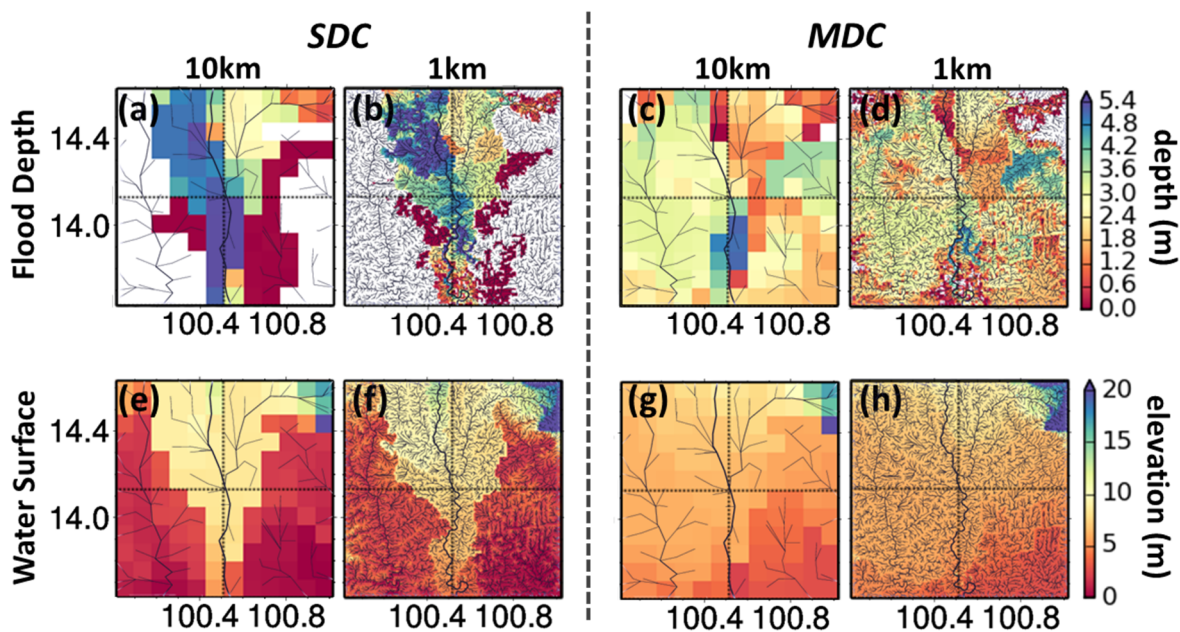 SDC
MDC
10km
1km
10km
1km
Flood Depth
(a)
(b)
(c)
(d)
14.4
14.0
100.4
100.8
100.4
100.8
100.4
100.8
100.4
100.8
5.4
4.8
4.2
3.6
3.0
2.4
1.8
1.2
0.6
0.0
depth (m)
Water Surface
(e)
(f)
(g)
(h)
14.4
14.0
100.4
100.8
100.4
100.8
100.4
100.8
100.4
100.8
20
15
10
5
0
elevation (m)